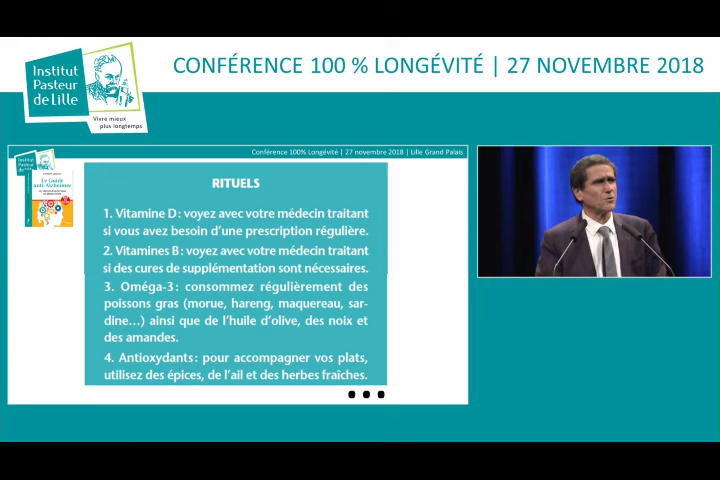 CONFÉRENCE 100 % LONGÉVITÉ | 27 NOVEMBRE 2018
Institut
Pasteur
de Lille
Vivre mieux
plus longtemps
Conférence 100% Longévité | 27 novembre 2018 | Lille Grand Palais
Institut
Le Guide
anti-Alzheimer
RITUELS
1. Vitamine D : voyez avec votre médecin traitant
si vous avez besoin d'une prescription régulière.
2. Vitamines B : voyez avec votre médecin traitant
si des cures de supplémentation sont nécessaires.
3. Oméga-3 : consommez régulièrement des
poissons gras (morue, hareng, maquereau, sar-
dine...) ainsi que de l'huile d'olive, des noix et
des amandes.
4. Antioxydants : pour accompagner vos plats,
utilisez des épices, de l'ail et des herbes fraîches.
...